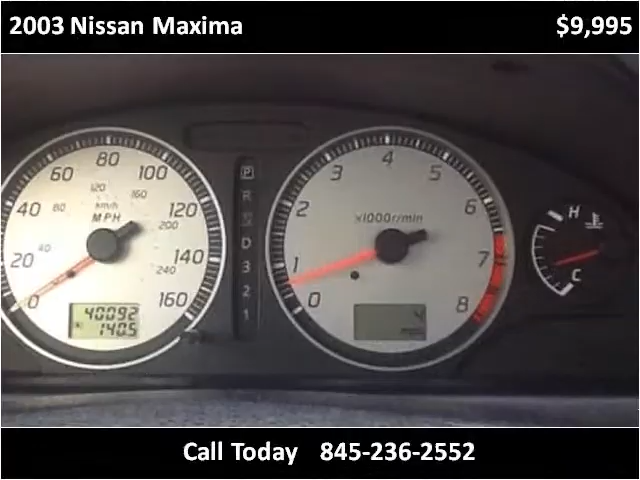 2003 Nissan Maxima $9,995
80
60 100
120
km/h
160
40 80 MPH 120
200
20 40 140
240
0 160
40092
140.5
P
R
N
D
3
2
1
4
3 5
2 6
x1000r/min
1 7
0 8
H
C
Call Today 845-236-2552